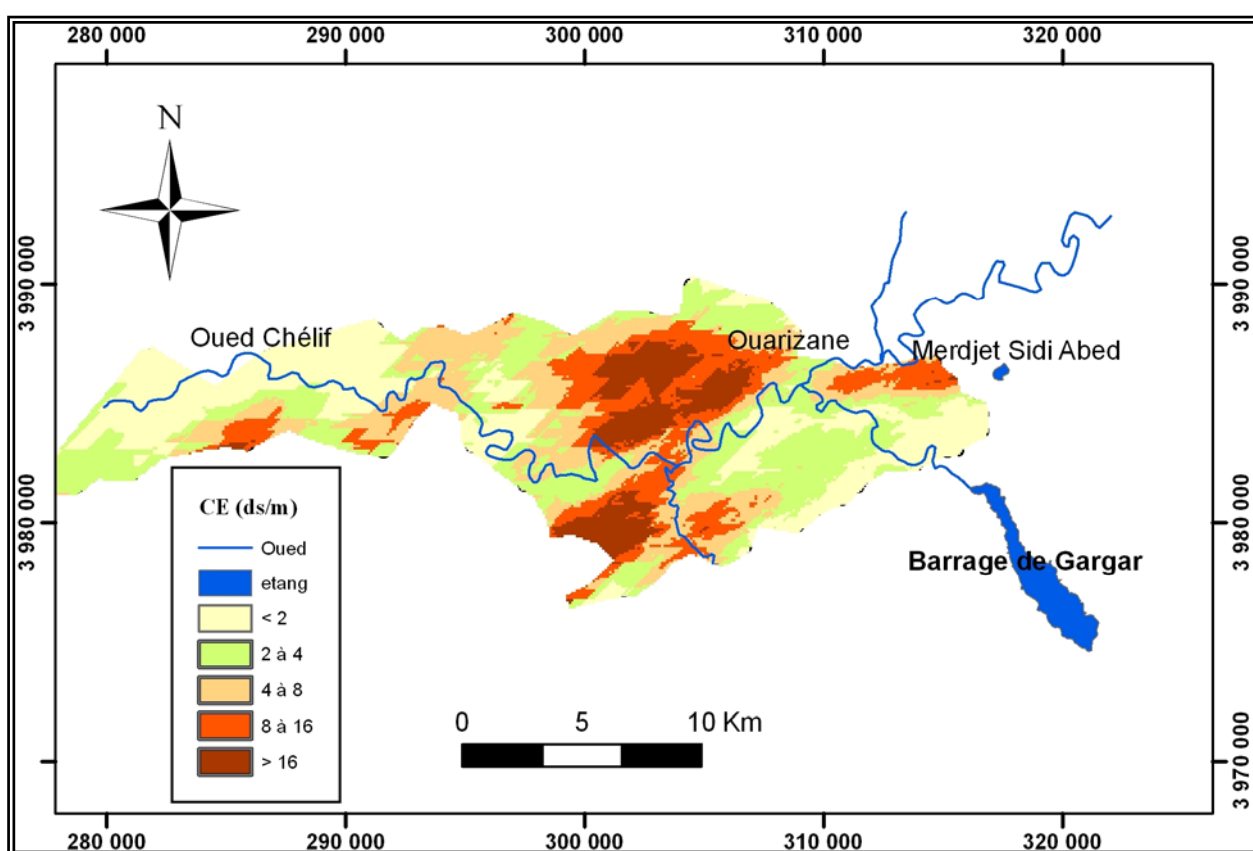 280 000 290 000 300 000 310 000 320 000
N
3 990 000 3 990 000
Oued Chélif
Ouarizane
Merdjet Sidi Abed
3 980 000 3 980 000
Barrage de Gargar
CE (ds/m)
Oued
etang
< 2
2 à 4
4 à 8
8 à 16
> 16
0 5 10 Km
3 970 000
280 000 290 000 300 000 310 000 320 000